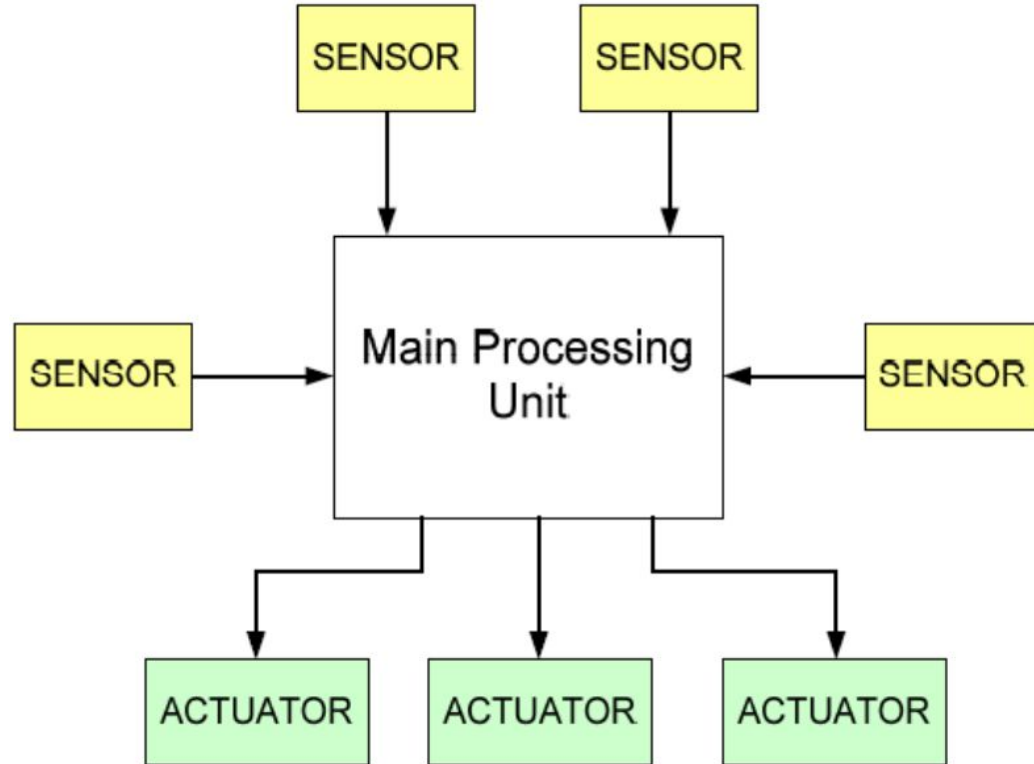 SENSOR
SENSOR
Main Processing
Unit
SENSOR
SENSOR
ACTUATOR
ACTUATOR
ACTUATOR